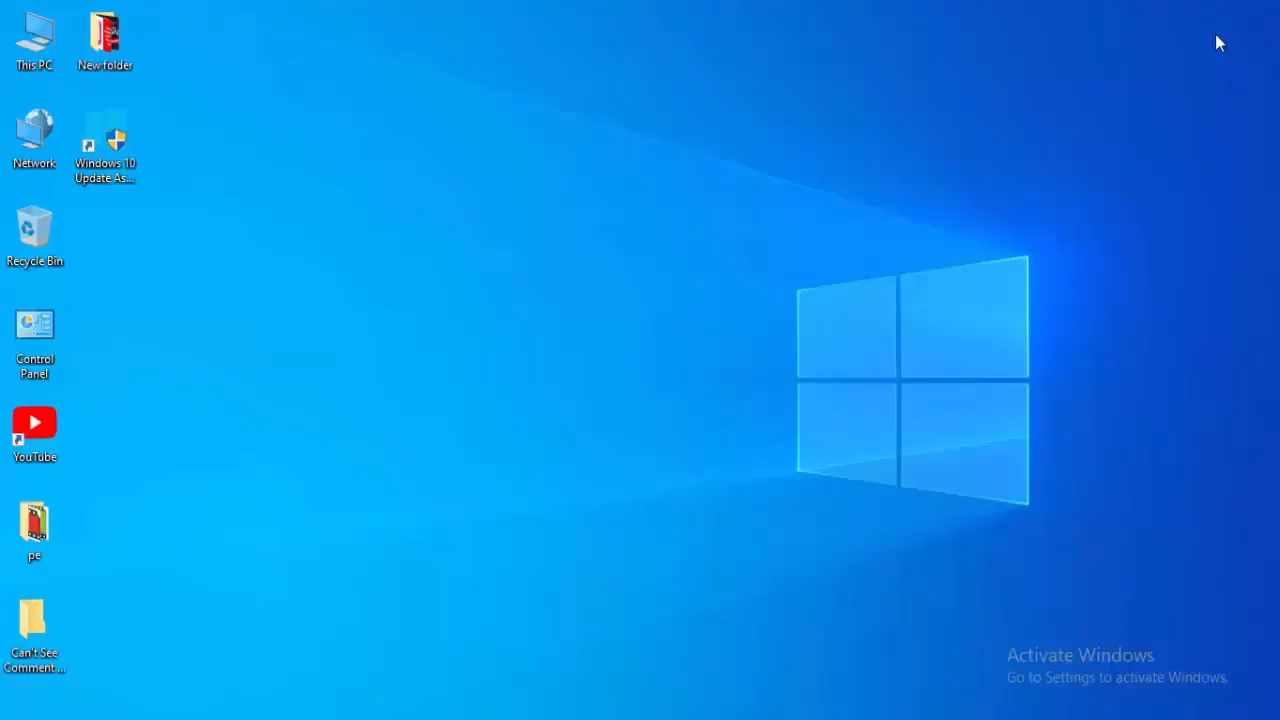 This PC
New folder
Network
Windows 10
Update As...
Recycle Bin
Control
Panel
YouTube
pe
Can't See
Comment ...
Activate Windows
Go to Settings to activate Windows.